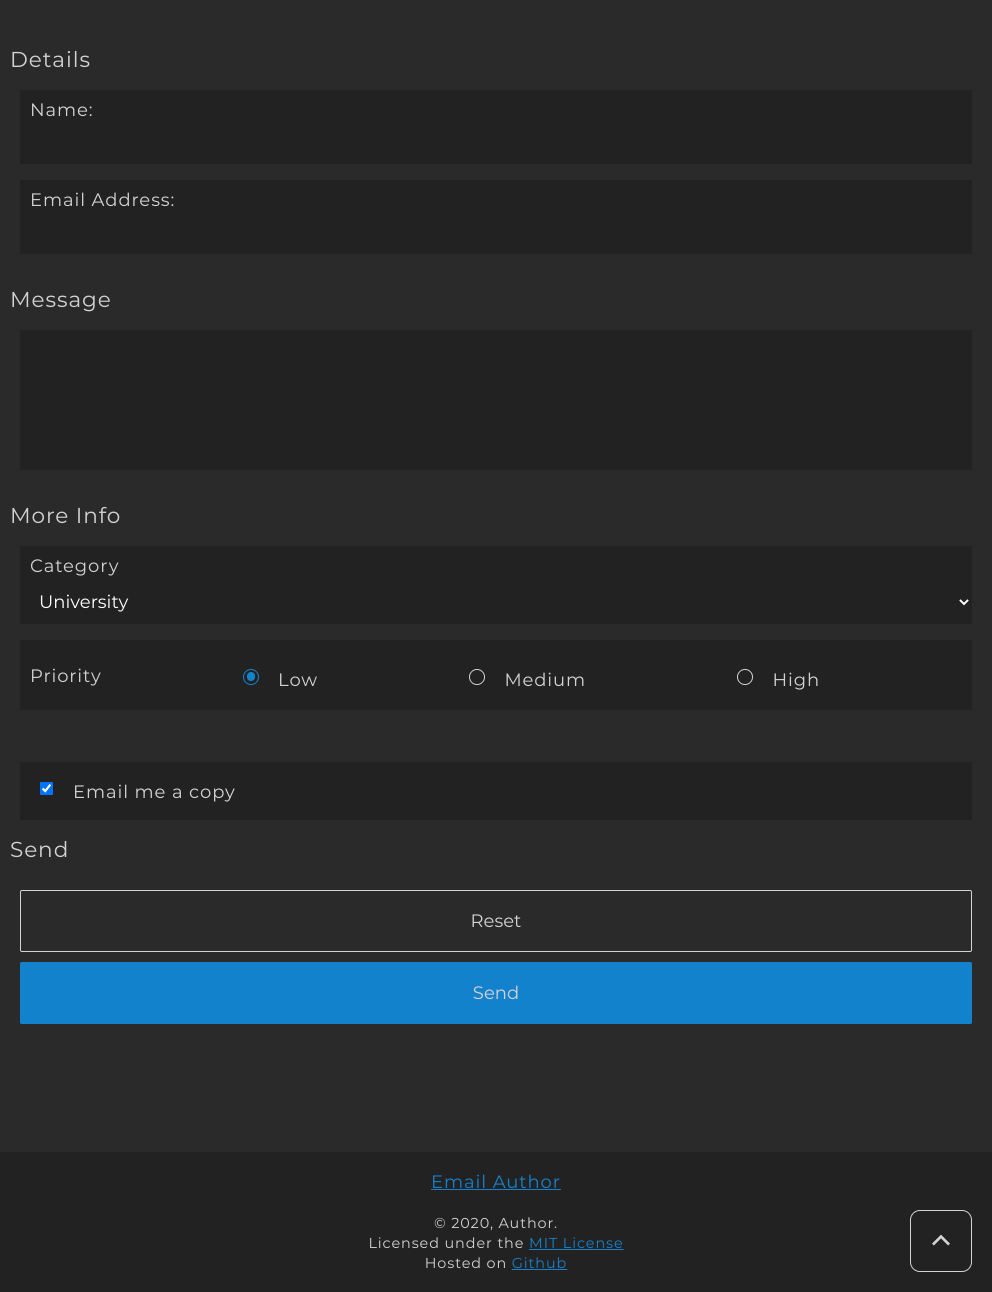 Details
Name:
Email Address:
Message
More Info
Category
University
Priority Low Medium High
Email me a copy
Send
Reset
Send
Email Author
© 2020, Author.
Licensed under the MIT License
Hosted on Github